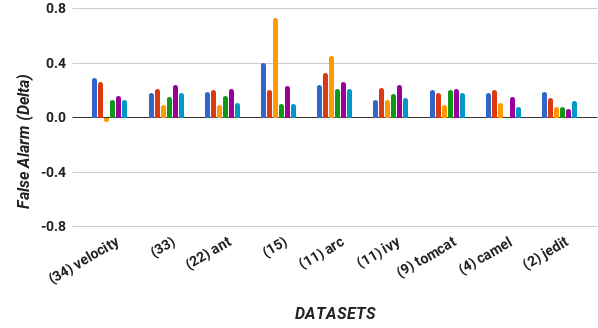 0.8
0.4
0.0
-0.4
-0.8
False Alarm (Delta)
(34) velocity
(33)
(22) ant
(15)
(11) arc
(11) ivy
(9) tomcat
(4) camel
(2) jedit
DATASETS